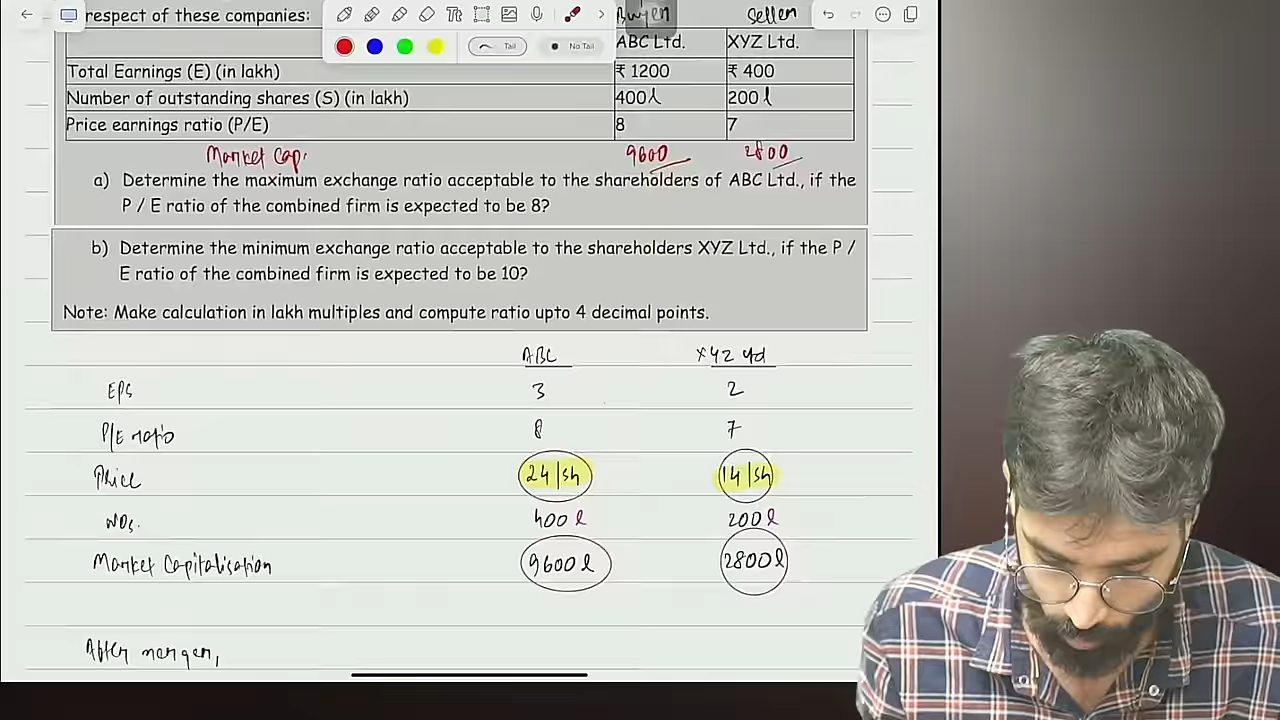 respect of these companies: Buyer Seller
Tail No Tail
ABC Ltd. XYZ Ltd.
Total Earnings (E) (in lakh) ₹ 1200 ₹ 400
Number of outstanding shares (S) (in lakh) 400l 200 l
Price earnings ratio (P/E) 8 7
Market Cap. 9600 2800
a) Determine the maximum exchange ratio acceptable to the shareholders of ABC Ltd., if the
P / E ratio of the combined firm is expected to be 8?
b) Determine the minimum exchange ratio acceptable to the shareholders XYZ Ltd., if the P /
E ratio of the combined firm is expected to be 10?
Note: Make calculation in lakh multiples and compute ratio upto 4 decimal points.
ABC XYZ Ltd
EPS 3 2
P/E ratio 8 7
Price 24/sh 14/sh
NOs. 400 l 200 l
Market Capitalisation 9600 l 2800 l
After merger,